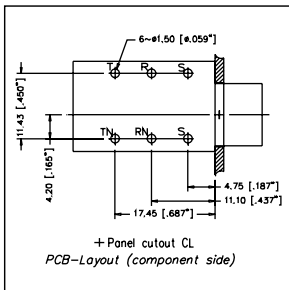 6~ø1.50 [ø.059"]
T R S
11.43 [.450"]
TN RN S
4.20 [.165"]
4.75 [.187"]
11.10 [.437"]
17.45 [.687"]
+ Panel cutout CL
PCB-Layout (component side)